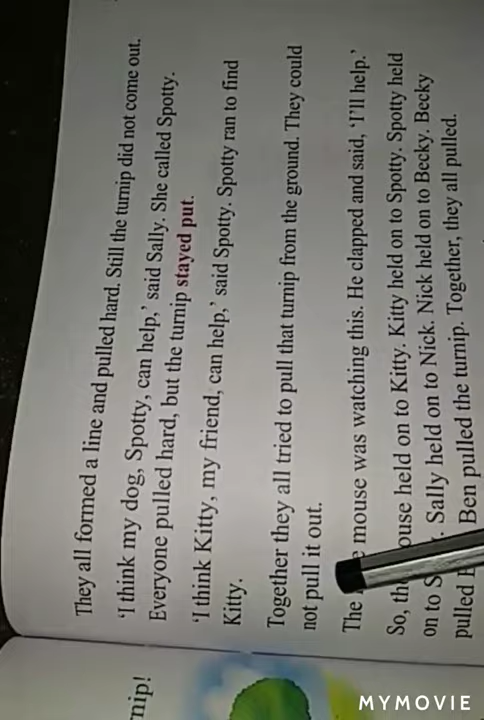 They all formed a line and pulled hard. Still the turnip did not come out.
'I think my dog, Spotty, can help,' said Sally. She called Spotty.
Everyone pulled hard, but the turnip stayed put.
'I think Kitty, my friend, can help,' said Spotty. Spotty ran to find
Kitty.
Together they all tried to pull that turnip from the ground. They could
not pull it out.
The mouse was watching this. He clapped and said, 'I'll help.'
So, held on to Kitty. Kitty held on to Spotty. Spotty held
on to Sally held on to Nick. Nick held on to Becky. Becky
pulled Ben pulled the turnip. Together, they all pulled.
nip!
MYMOVIE